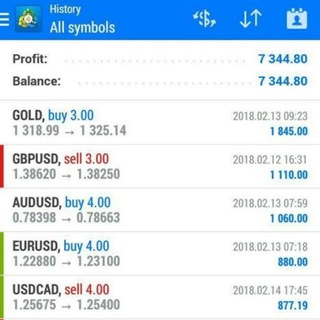 History
All symbols
Profit: 7 344.80
Balance: 7 344.80
GOLD, buy 3.00 2018.02.13 09:23
1 318.99 → 1 325.14 1 845.00
GBPUSD, sell 3.00 2018.02.12 16:31
1.38620 → 1.38250 1 110.00
AUDUSD, buy 4.00 2018.02.13 07:59
0.78398 → 0.78663 1 060.00
EURUSD, buy 4.00 2018.02.13 07:18
1.22880 → 1.23100 880.00
USDCAD, sell 4.00 2018.02.14 17:45
1.25675 → 1.25400 877.19